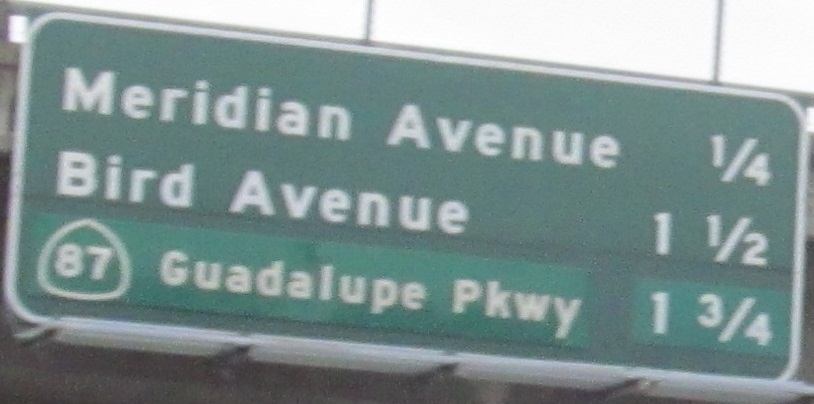 Meridian Avenue 1/4
Bird Avenue 1 1/2
87 Guadalupe Pkwy 1 3/4